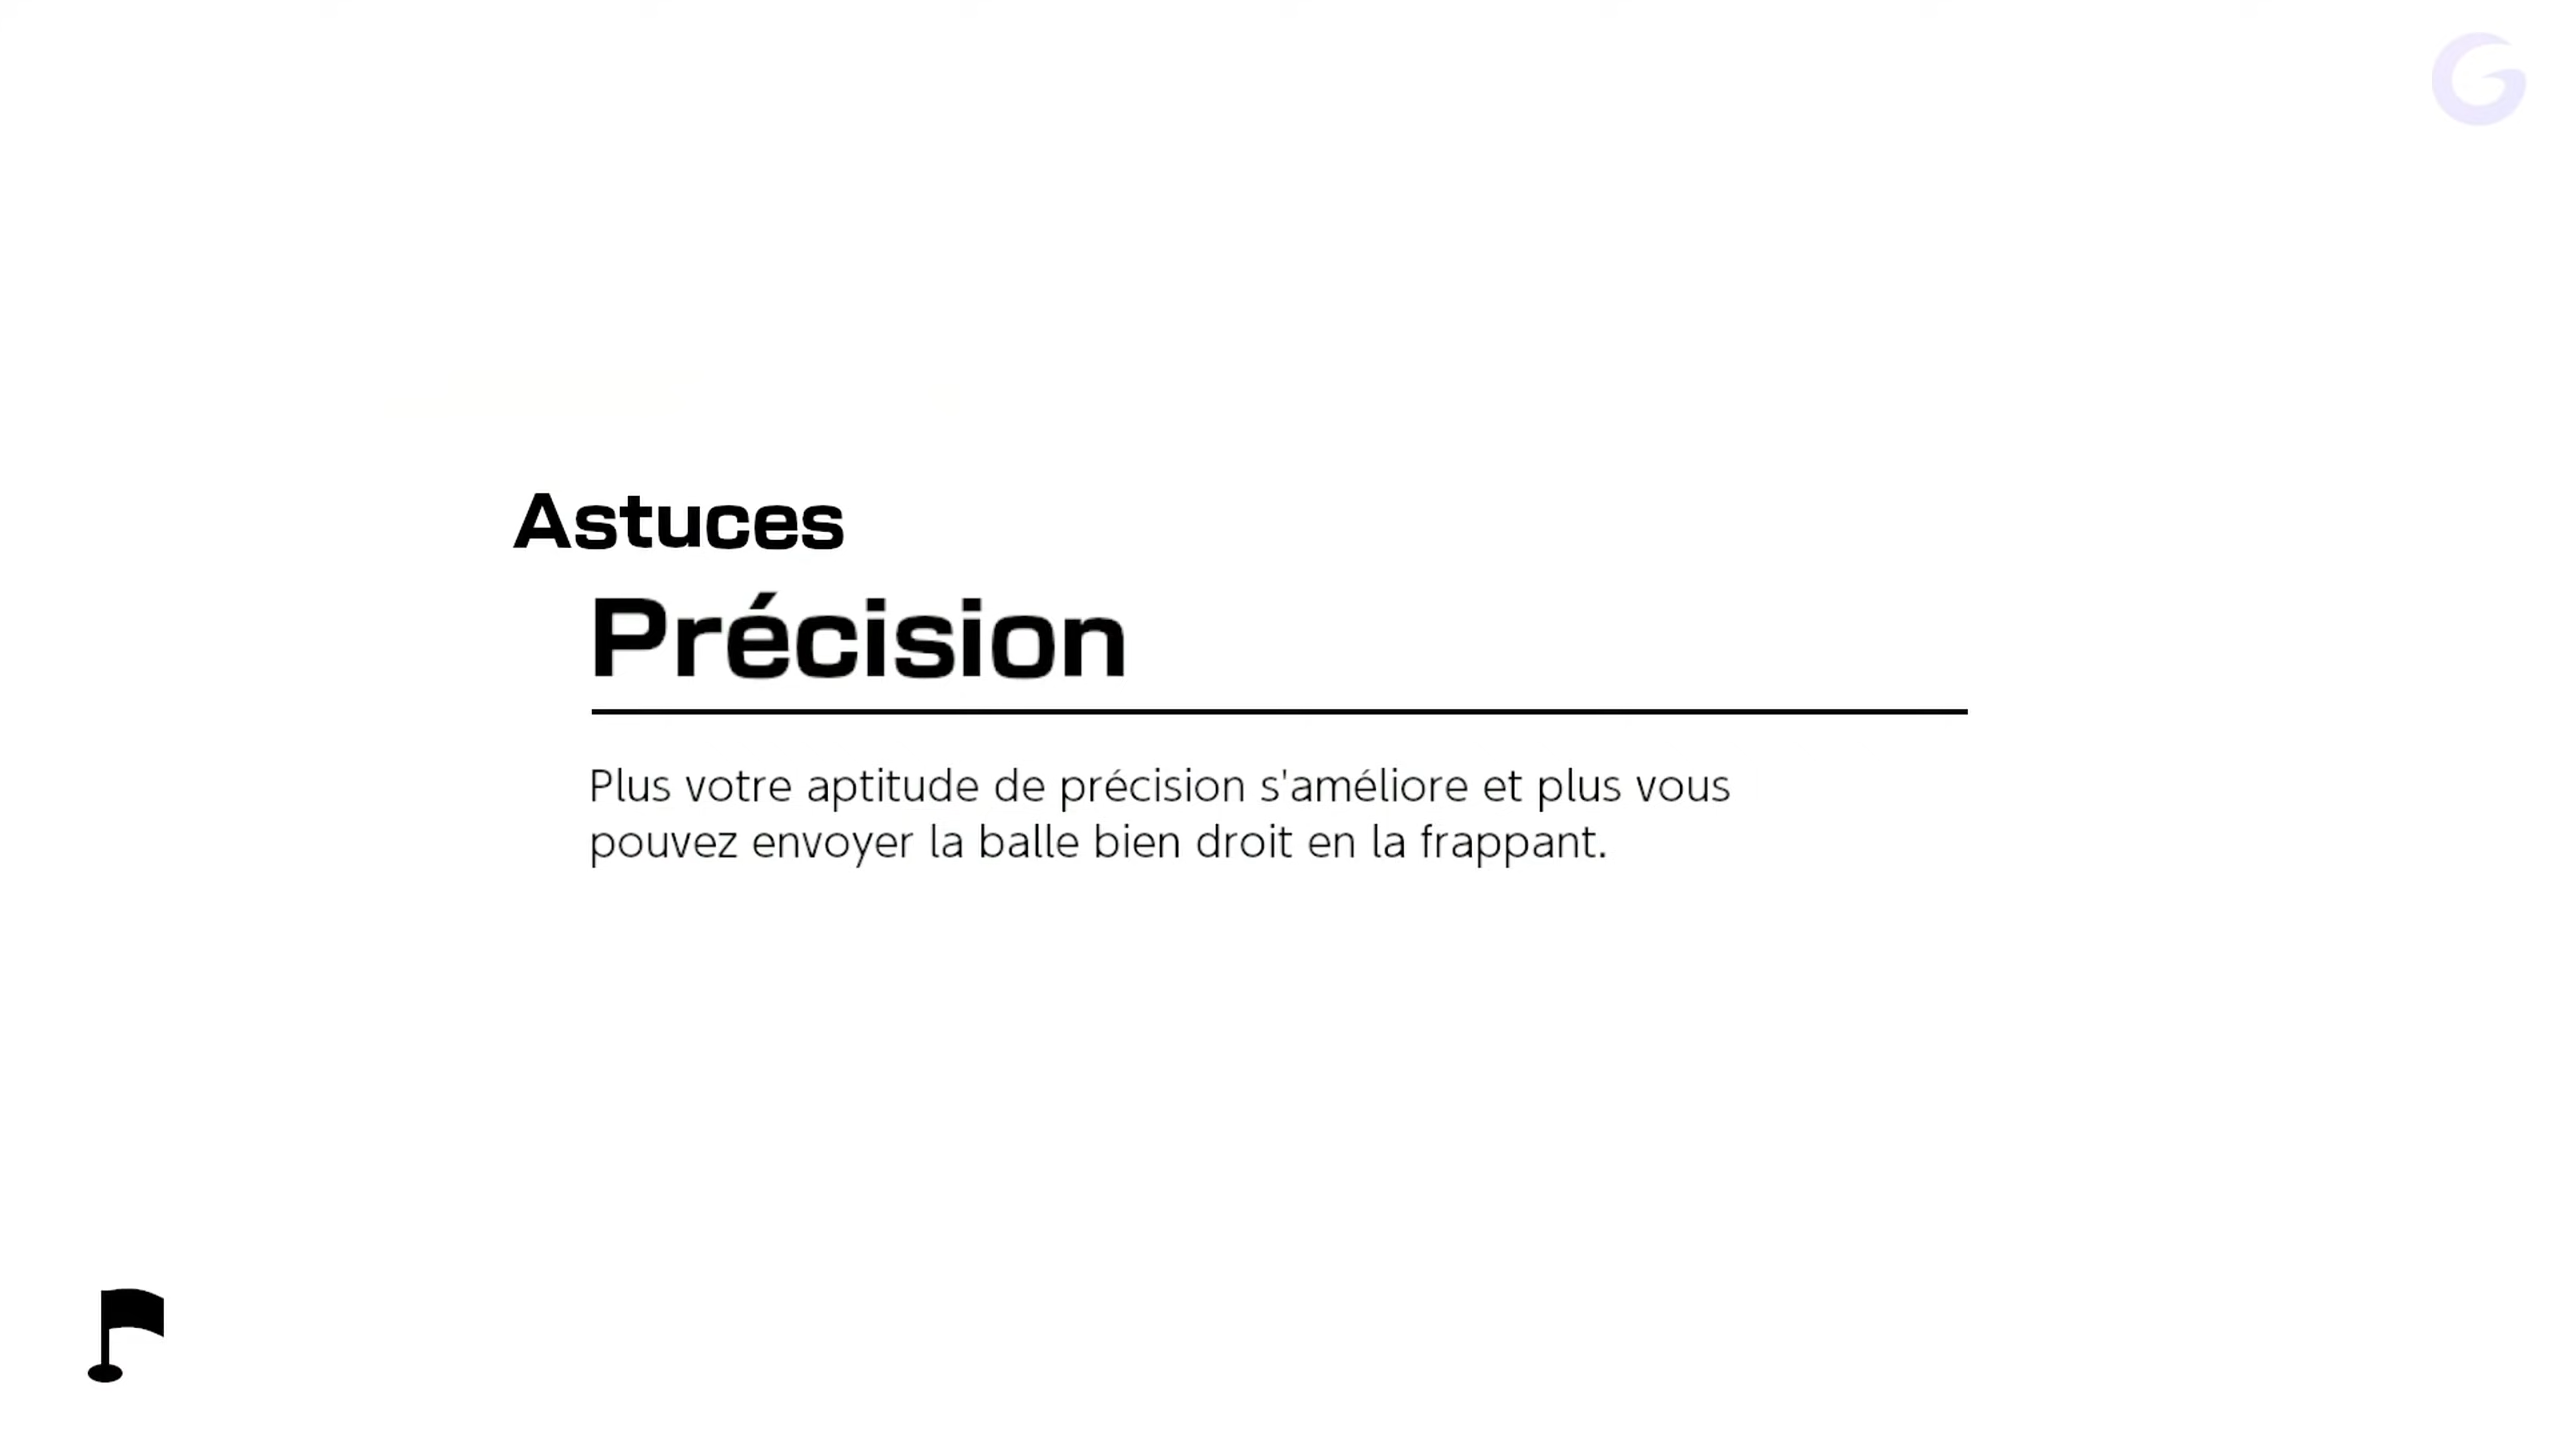 Astuces
Précision
Plus votre aptitude de précision s'améliore et plus vous
pouvez envoyer la balle bien droit en la frappant.